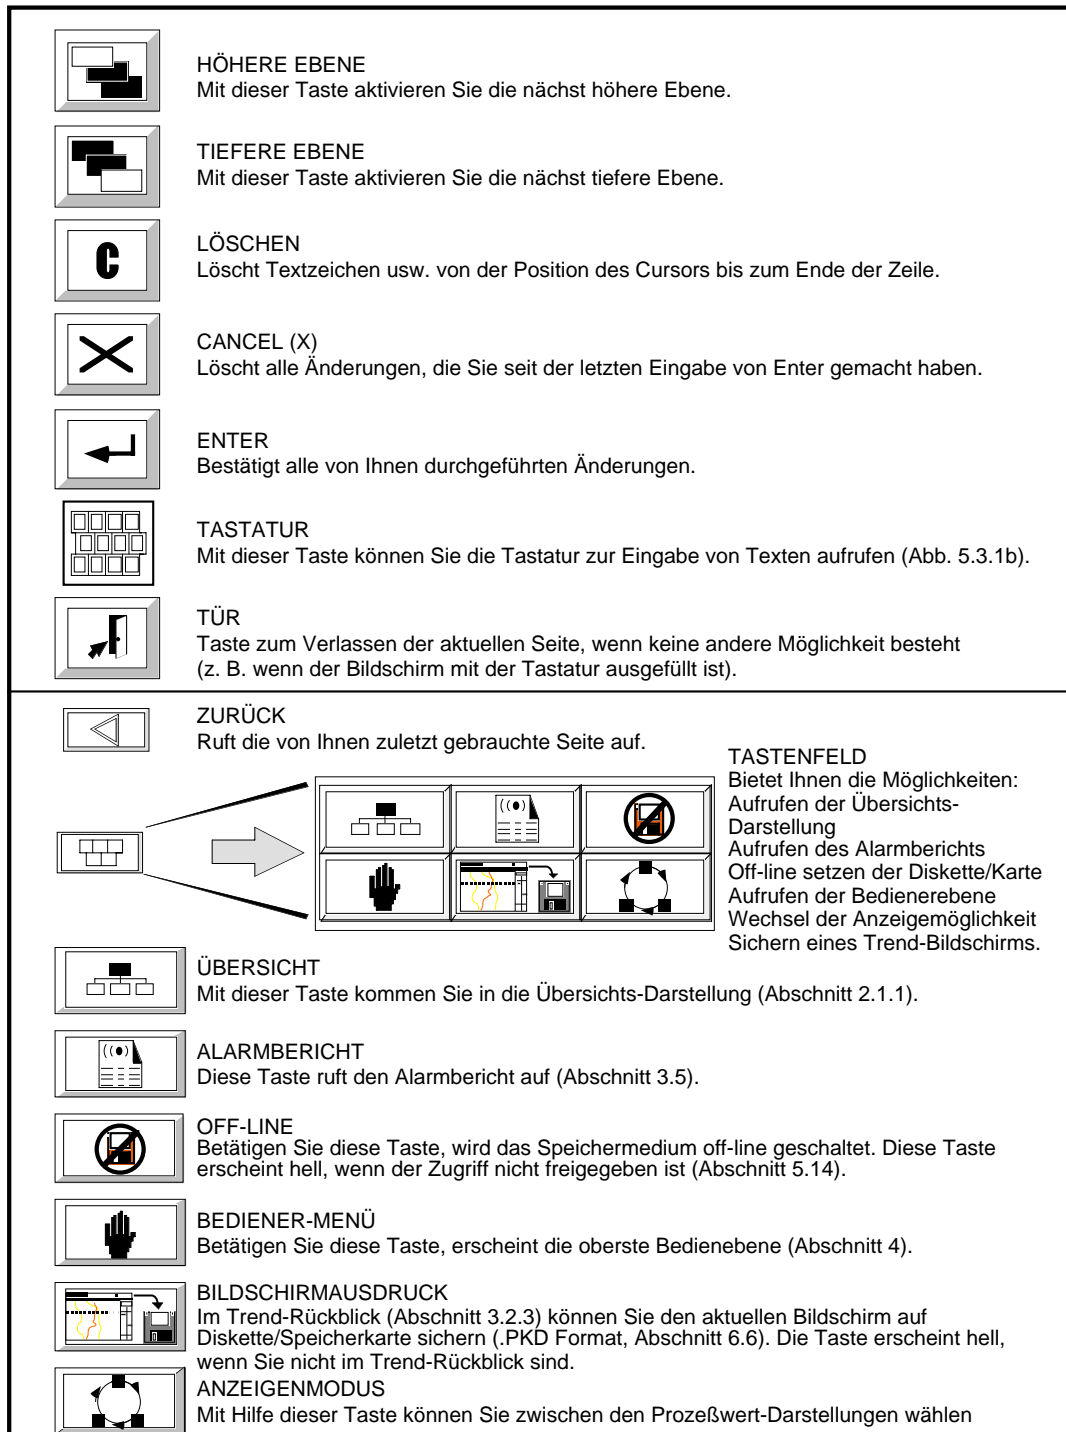 HÖHERE EBENE
Mit dieser Taste aktivieren Sie die nächst höhere Ebene.
TIEFERE EBENE
Mit dieser Taste aktivieren Sie die nächst tiefere Ebene.
C
LÖSCHEN
Löscht Textzeichen usw. von der Position des Cursors bis zum Ende der Zeile.
CANCEL (X)
Löscht alle Änderungen, die Sie seit der letzten Eingabe von Enter gemacht haben.
ENTER
Bestätigt alle von Ihnen durchgeführten Änderungen.
TASTATUR
Mit dieser Taste können Sie die Tastatur zur Eingabe von Texten aufrufen (Abb. 5.3.1b).
TÜR
Taste zum Verlassen der aktuellen Seite, wenn keine andere Möglichkeit besteht
(z. B. wenn der Bildschirm mit der Tastatur ausgefüllt ist).
ZURÜCK
Ruft die von Ihnen zuletzt gebrauchte Seite auf.
TASTENFELD
Bietet Ihnen die Möglichkeiten:
Aufrufen der Übersichts-
Darstellung
Aufrufen des Alarmberichts
Off-line setzen der Diskette/Karte
Aufrufen der Bedienerebene
Wechsel der Anzeigemöglichkeit
Sichern eines Trend-Bildschirms.
ÜBERSICHT
Mit dieser Taste kommen Sie in die Übersichts-Darstellung (Abschnitt 2.1.1).
ALARMBERICHT
Diese Taste ruft den Alarmbericht auf (Abschnitt 3.5).
OFF-LINE
Betätigen Sie diese Taste, wird das Speichermedium off-line geschaltet. Diese Taste
erscheint hell, wenn der Zugriff nicht freigegeben ist (Abschnitt 5.14).
BEDIENER-MENÜ
Betätigen Sie diese Taste, erscheint die oberste Bedienebene (Abschnitt 4).
BILDSCHIRMAUSDRUCK
Im Trend-Rückblick (Abschnitt 3.2.3) können Sie den aktuellen Bildschirm auf
Diskette/Speicherkarte sichern (.PKD Format, Abschnitt 6.6). Die Taste erscheint hell,
wenn Sie nicht im Trend-Rückblick sind.
ANZEIGENMODUS
Mit Hilfe dieser Taste können Sie zwischen den Prozeßwert-Darstellungen wählen